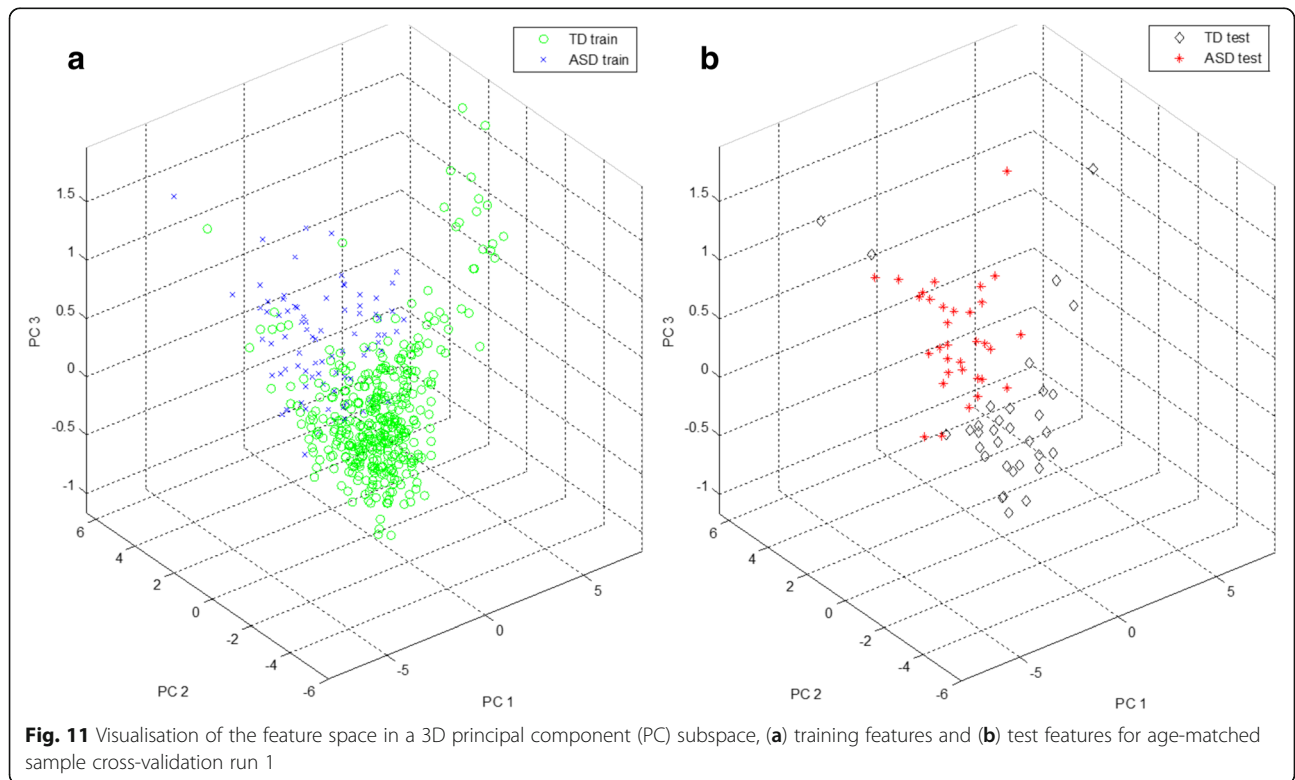 a
TD train
ASD train
1.5
1
0.5
0
-0.5
-1
PC 3
6
4
2
0
-2
-4
-6
PC 2
-5
0
5
PC 1
b
TD test
ASD test
1.5
1
0.5
0
-0.5
-1
PC 3
6
4
2
0
-2
-4
-6
PC 2
-5
0
5
PC 1
Fig. 11 Visualisation of the feature space in a 3D principal component (PC) subspace, (a) training features and (b) test features for age-matched
sample cross-validation run 1